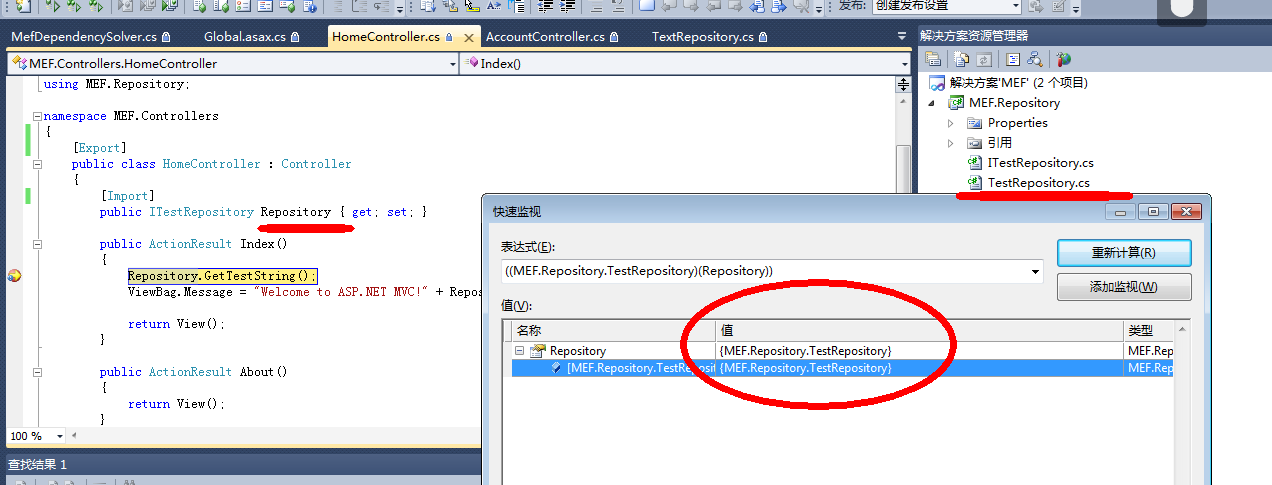 发布: 创建发布设置
MefDependencySolver.cs
Global.asax.cs
HomeController.cs
AccountController.cs
TextRepository.cs
解决方案资源管理器
MEF.Controllers.HomeController
Index()
using MEF.Repository;
namespace MEF.Controllers
{
[Export]
public class HomeController : Controller
{
[Import]
public ITestRepository Repository { get; set; }
public ActionResult Index()
{
Repository.GetTestString();
ViewBag.Message = "Welcome to ASP.NET MVC!" + Repos
return View();
}
public ActionResult About()
{
return View();
}
100 %
查找结果 1
解决方案'MEF' (2 个项目)
MEF.Repository
Properties
引用
ITestRepository.cs
TestRepository.cs
快速监视
表达式(E):
((MEF.Repository.TestRepository)(Repository))
重新计算(R)
添加监视(W)
值(V):
名称 值 类型
Repository {MEF.Repository.TestRepository} MEF.Rep
[MEF.Repository.TestReposit {MEF.Repository.TestRepository} MEF.Rep